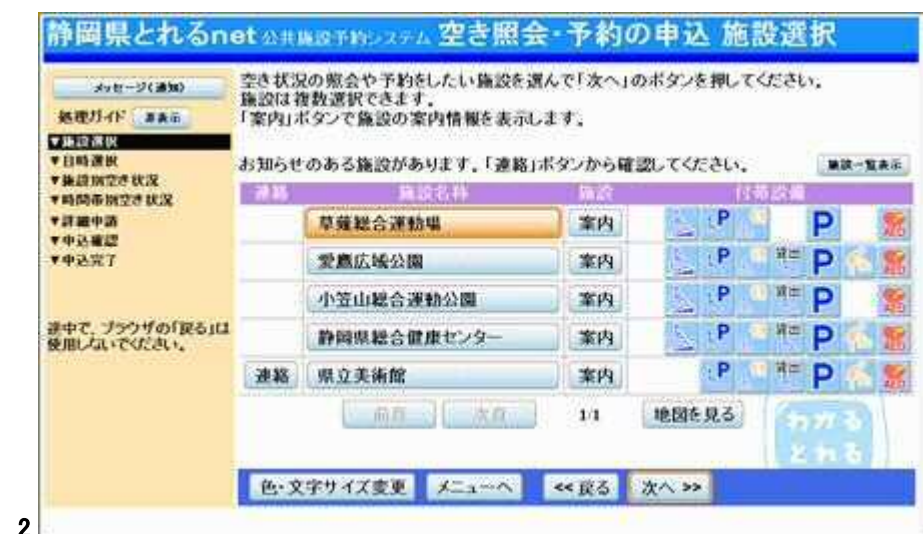 静岡県とれるnet 公共施設予約システム 空き照会・予約の申込 施設選択
メッセージ(通知)
処理ガイド 非表示
▼施設選択
▼日時選択
▼施設別空き状況
▼時間帯別空き状況
▼詳細申請
▼申込確認
▼申込完了
途中で、ブラウザの「戻る」は
使用しないでください。
空き状況の照会や予約をしたい施設を選んで「次へ」のボタンを押してください。
施設は複数選択できます。
「案内」ボタンで施設の案内情報を表示します。
お知らせのある施設があります。「連絡」ボタンから確認してください。 施設一覧表示
連絡 施設名称 施設 付帯設備
草薙総合運動場 案内 P P AED
愛鷹広域公園 案内 P 貸出 P AED
小笠山総合運動公園 案内 P 貸出 P AED
静岡県総合健康センター 案内 P 貸出 P AED
連絡 県立美術館 案内 P 貸出 P AED
前頁 次頁 1/1 地図を見る
わかる
とれる
色・文字サイズ変更 メニューへ << 戻る 次へ >>
2